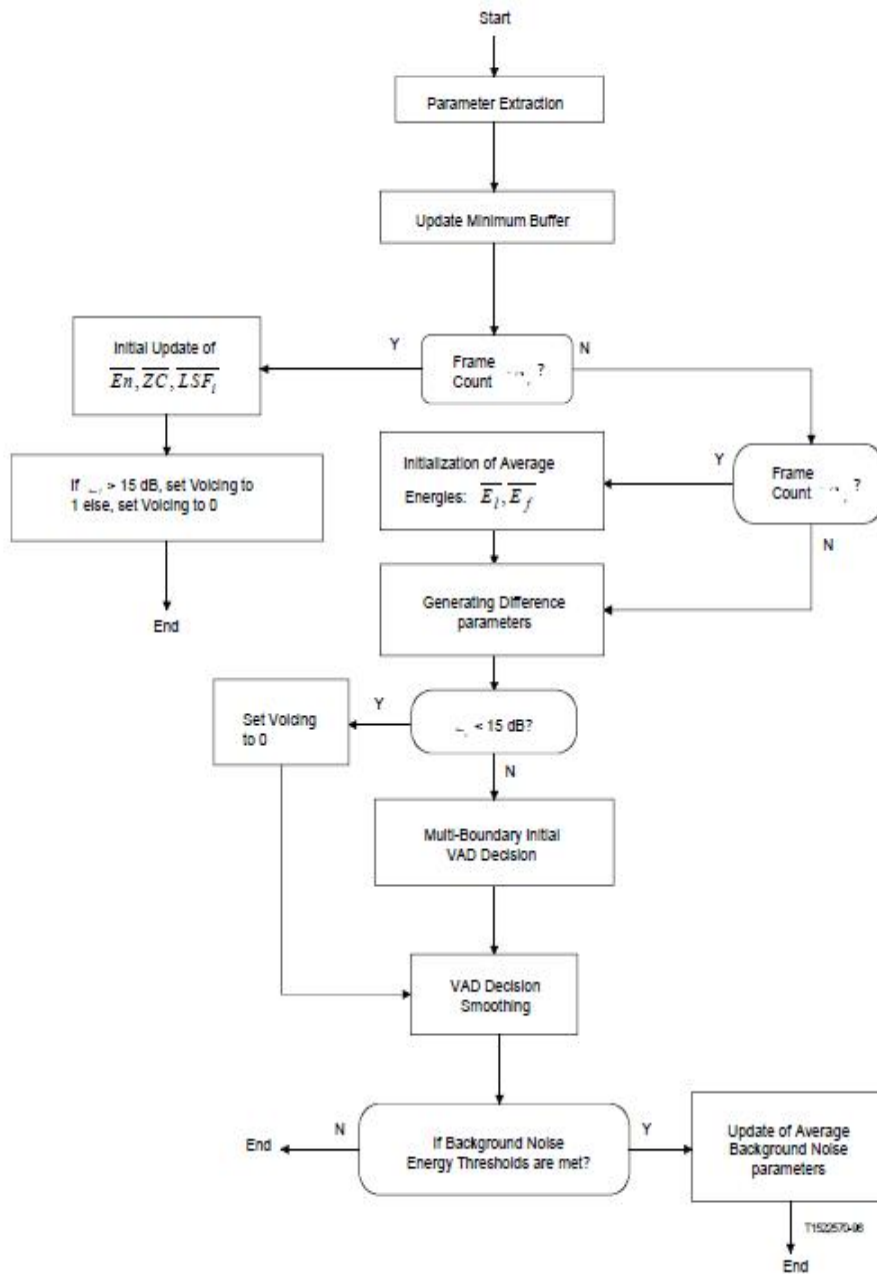 Start
Parameter Extraction
Update Minimum Buffer
Y
N
Initial Update of
En, ZC, LSF_i
Frame
Count ?
If > 15 dB, set Voicing to
1 else, set Voicing to 0
End
Initialization of Average
Energies: E_l, E_f
Y
Frame
Count ?
N
Generating Difference
parameters
Set Voicing
to 0
Y
< 15 dB?
N
Multi-Boundary Initial
VAD Decision
VAD Decision
Smoothing
End
N
If Background Noise
Energy Thresholds are met?
Y
Update of Average
Background Noise
parameters
T1522570-96
End